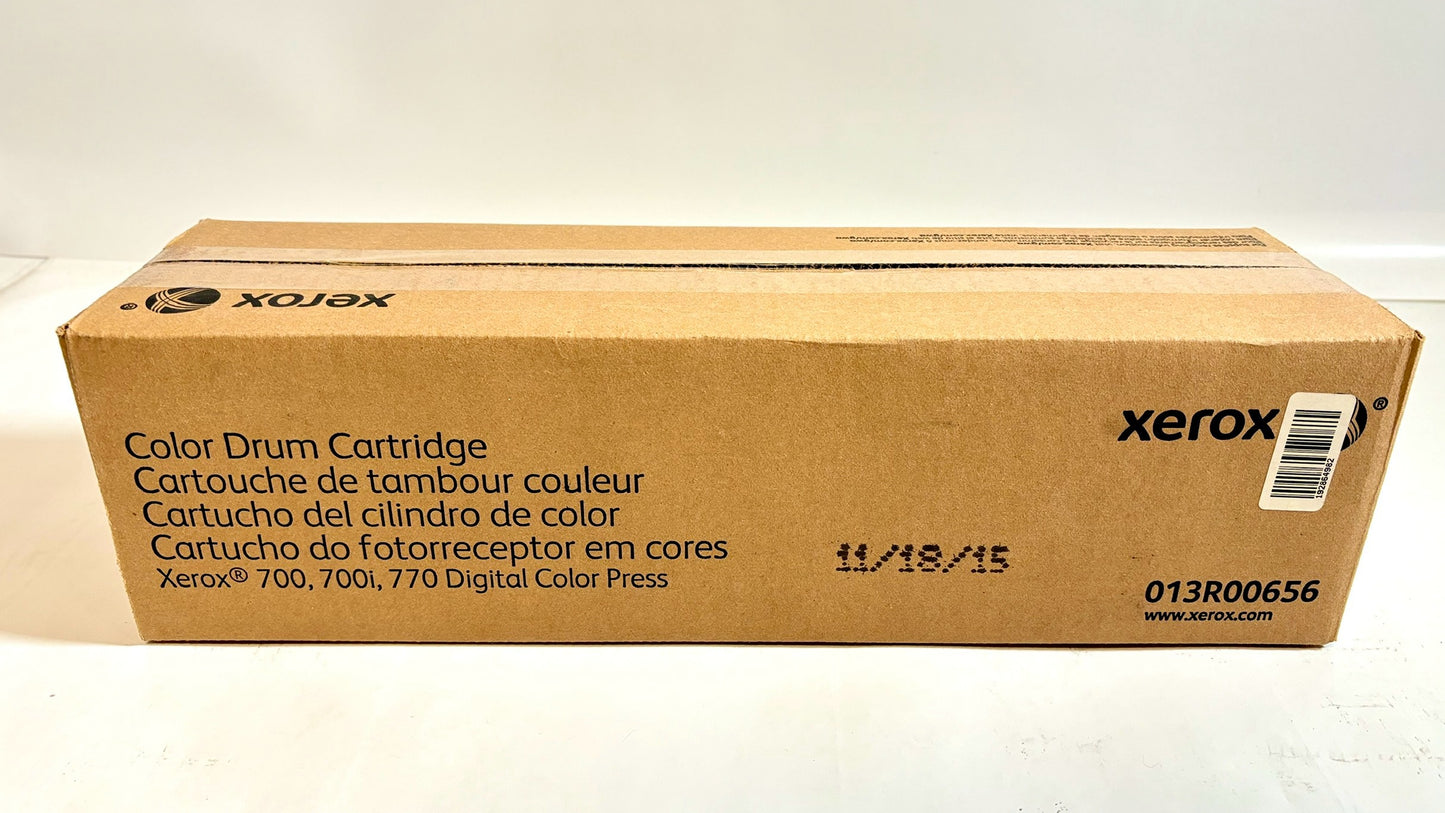 xerox ®
Color Drum Cartridge
Cartouche de tambour couleur
Cartucho del cilindro de color
Cartucho do fotorreceptor em cores
Xerox® 700, 700i, 770 Digital Color Press
11/18/15
xerox ®
192864982
013R00656
www.xerox.com